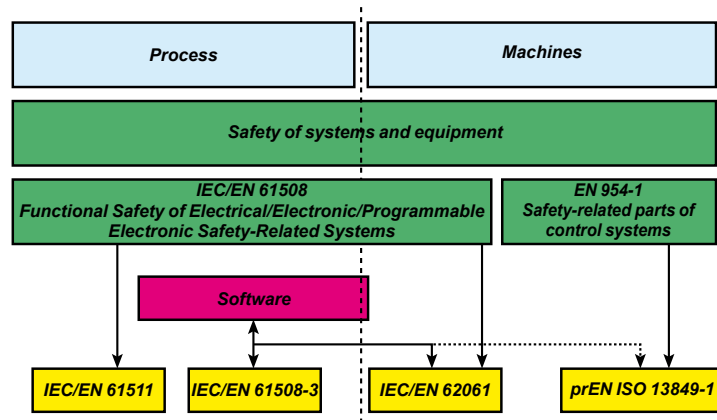 Process
Machines
Safety of systems and equipment
IEC/EN 61508
Functional Safety of Electrical/Electronic/Programmable
Electronic Safety-Related Systems
EN 954-1
Safety-related parts of
control systems
Software
IEC/EN 61511
IEC/EN 61508-3
IEC/EN 62061
prEN ISO 13849-1